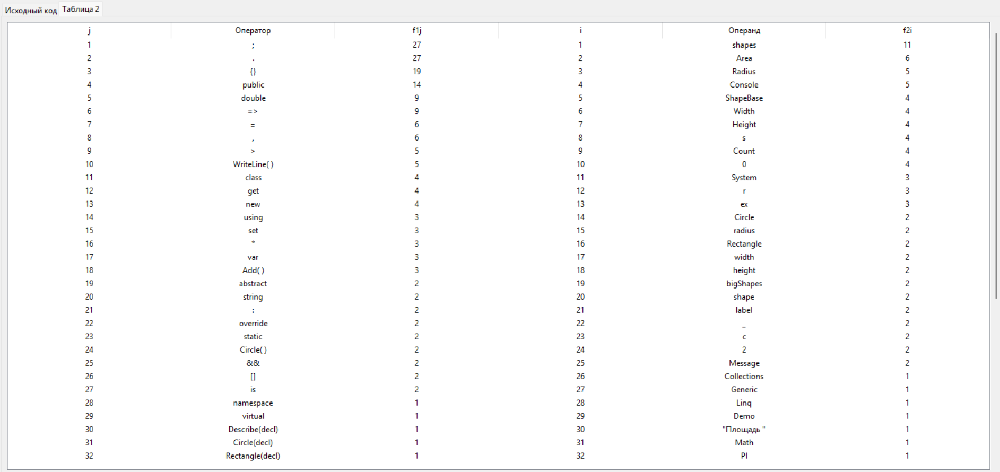 Исходный код Таблица 2
j Оператор f1j i Операнд f2i
1 ; 27 1 shapes 11
2 . 27 2 Area 6
3 {} 19 3 Radius 5
4 public 14 4 Console 5
5 double 9 5 ShapeBase 4
6 => 9 6 Width 4
7 = 6 7 Height 4
8 , 6 8 s 4
9 > 5 9 Count 4
10 WriteLine( ) 5 10 0 4
11 class 4 11 System 3
12 get 4 12 r 3
13 new 4 13 ex 3
14 using 3 14 Circle 2
15 set 3 15 radius 2
16 * 3 16 Rectangle 2
17 var 3 17 width 2
18 Add( ) 3 18 height 2
19 abstract 2 19 bigShapes 2
20 string 2 20 shape 2
21 : 2 21 label 2
22 override 2 22 _ 2
23 static 2 23 c 2
24 Circle( ) 2 24 2 2
25 && 2 25 Message 2
26 [] 2 26 Collections 1
27 is 2 27 Generic 1
28 namespace 1 28 Linq 1
29 virtual 1 29 Demo 1
30 Describe(decl) 1 30 "Площадь " 1
31 Circle(decl) 1 31 Math 1
32 Rectangle(decl) 1 32 PI 1